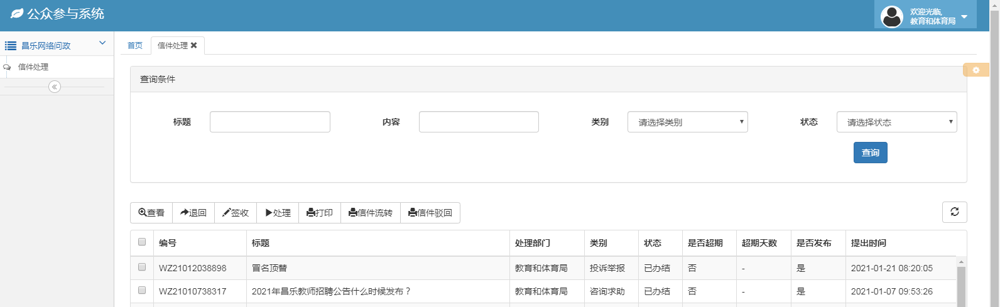 公众参与系统
欢迎光临,
教育和体育局
昌乐网络问政
信件处理
首页 信件处理
查询条件
标题 内容 类别 请选择类别 状态 请选择状态
查询
查看 退回 签收 处理 打印 信件流转 信件驳回
编号 标题 处理部门 类别 状态 是否超期 超期天数 是否发布 提出时间
WZ21012038898 冒名顶替 教育和体育局 投诉举报 已办结 否 - 是 2021-01-21 08:20:05
WZ21010738317 2021年昌乐教师招聘公告什么时候发布？ 教育和体育局 咨询求助 已办结 否 - 是 2021-01-07 09:53:26